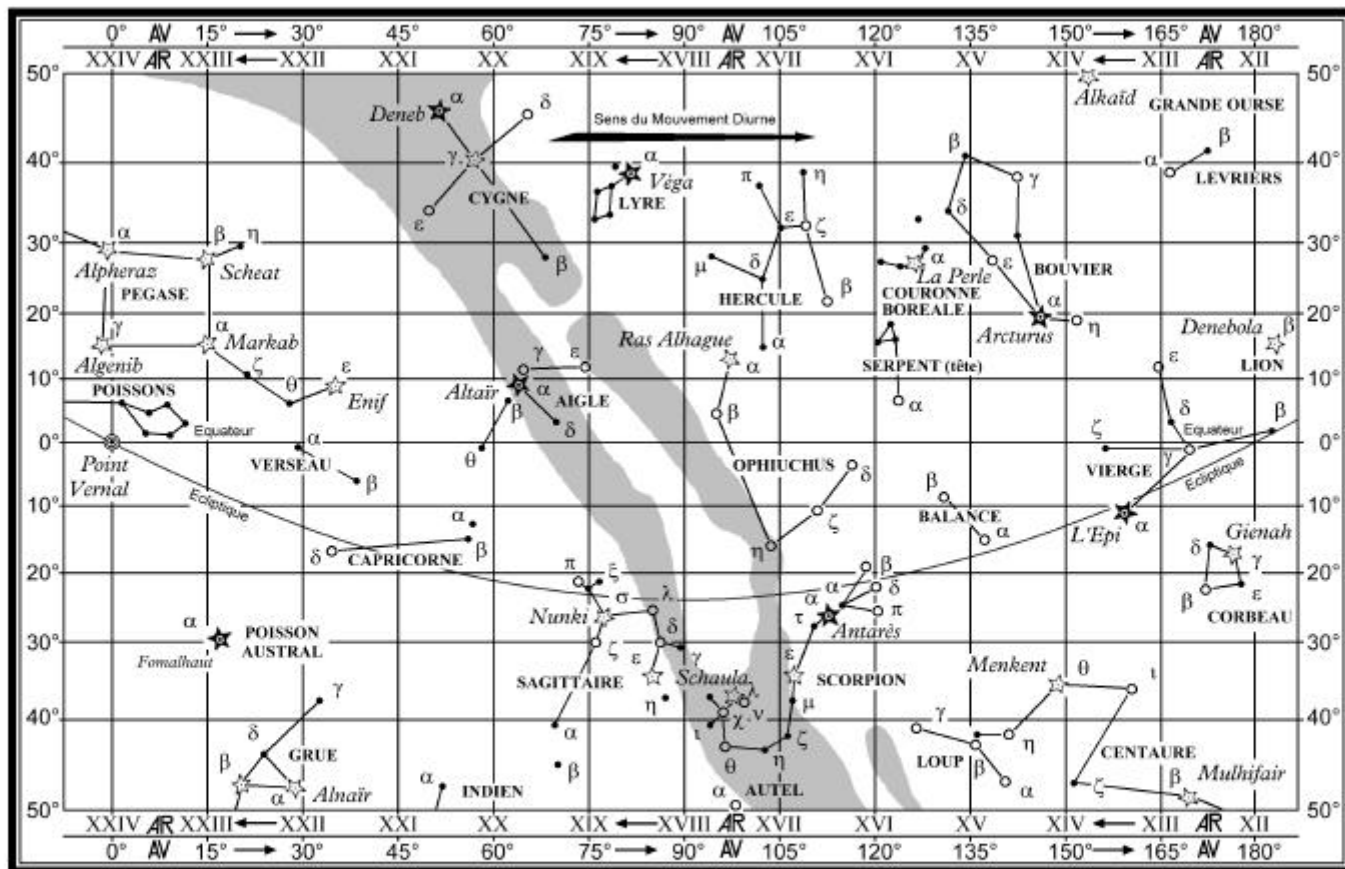 0° AV 15° 30° 45° 60° 75° 90° 105° 120° 135° 150° 165° AV 180°
XXIV AR XXIII XXII XXI XX XIX XVIII AR XVII XVI XV XIV XIII AR XII
50° 50°
Alkaïd
GRANDE OURSE
Deneb α δ
Sens du Mouvement Diurne
β β
40° γ α π η γ α 40°
CYGNE Véga LEVRIERS
LYRE
ε ε ζ δ
30° α β η β μ δ ε 30°
Alpheraz Scheat α BOUVIER
PEGASE HERCULE β La Perle
COURONNE
BOREALE α
20° γ α Arcturus η 20°
Algenib Markab Ras Alhague Denebola β
ζ ε γ ε α α SERPENT (tête) ε LION
10° POISSONS θ Enif Altaïr α AIGLE α 10°
β δ β δ β
Equateur α ζ Equateur
0° θ 0°
Point VERSEAU OPHIUCHUS δ VIERGE γ
Vernal β β Ecliptique
Ecliptique ζ BALANCE
10° α α L'Epi α Gienah 10°
δ CAPRICORNE β η δ γ
20° π ξ β 20°
σ λ α α δ β ε
Nunki τ π CORBEAU
α Antarès
30° POISSON ζ δ 30°
AUSTRAL ε γ ε Menkent θ ι
Fomalhaut SAGITTAIRE Schaula λ SCORPION
γ η ν μ γ
40° δ α ι χ ζ η CENTAURE 40°
GRUE θ η LOUP β
β β α ζ β Mulhifair
α Alnaïr α INDIEN AUTEL
50° α 50°
XXIV AR XXIII XXII XXI XX XIX XVIII AR XVII XVI XV XIV XIII AR XII
0° AV 15° 30° 45° 60° 75° 90° AV 105° 120° 135° 150° 165° AV 180°